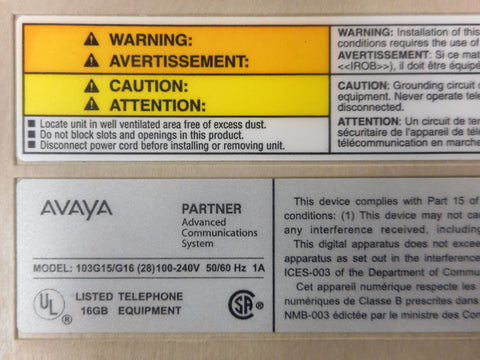 WARNING:
AVERTISSEMENT:
CAUTION:
ATTENTION:
Locate unit in well ventilated area free of excess dust.
Do not block slots and openings in this product.
Disconnect power cord before installing or removing unit.
WARNING: Installation of this
conditions requires the use of
AVERTISSEMENT: Si ce mat
<<IROB>>), il doit être équipé
CAUTION: Grounding circuit c
equipment. Never operate tele
disconnected.
ATTENTION: Un circuit de ter
sécuritaire de l'appareil de tél
télécommunication en marche
AVAYA
PARTNER
Advanced
Communications
System
MODEL: 103G15/G16 (28)100-240V 50/60 Hz 1A
UL
®
LISTED TELEPHONE
16GB EQUIPMENT
SA
®
This device complies with Part 15 of
conditions: (1) This device may not cau
any interference received, including
This digital apparatus does not excee
apparatus as set out in the interference
ICES-003 of the Department of Commu
Cet appareil numérique respecte les l
numériques de Classe B prescrites dans
NMB-003 édictée par le ministre des Com